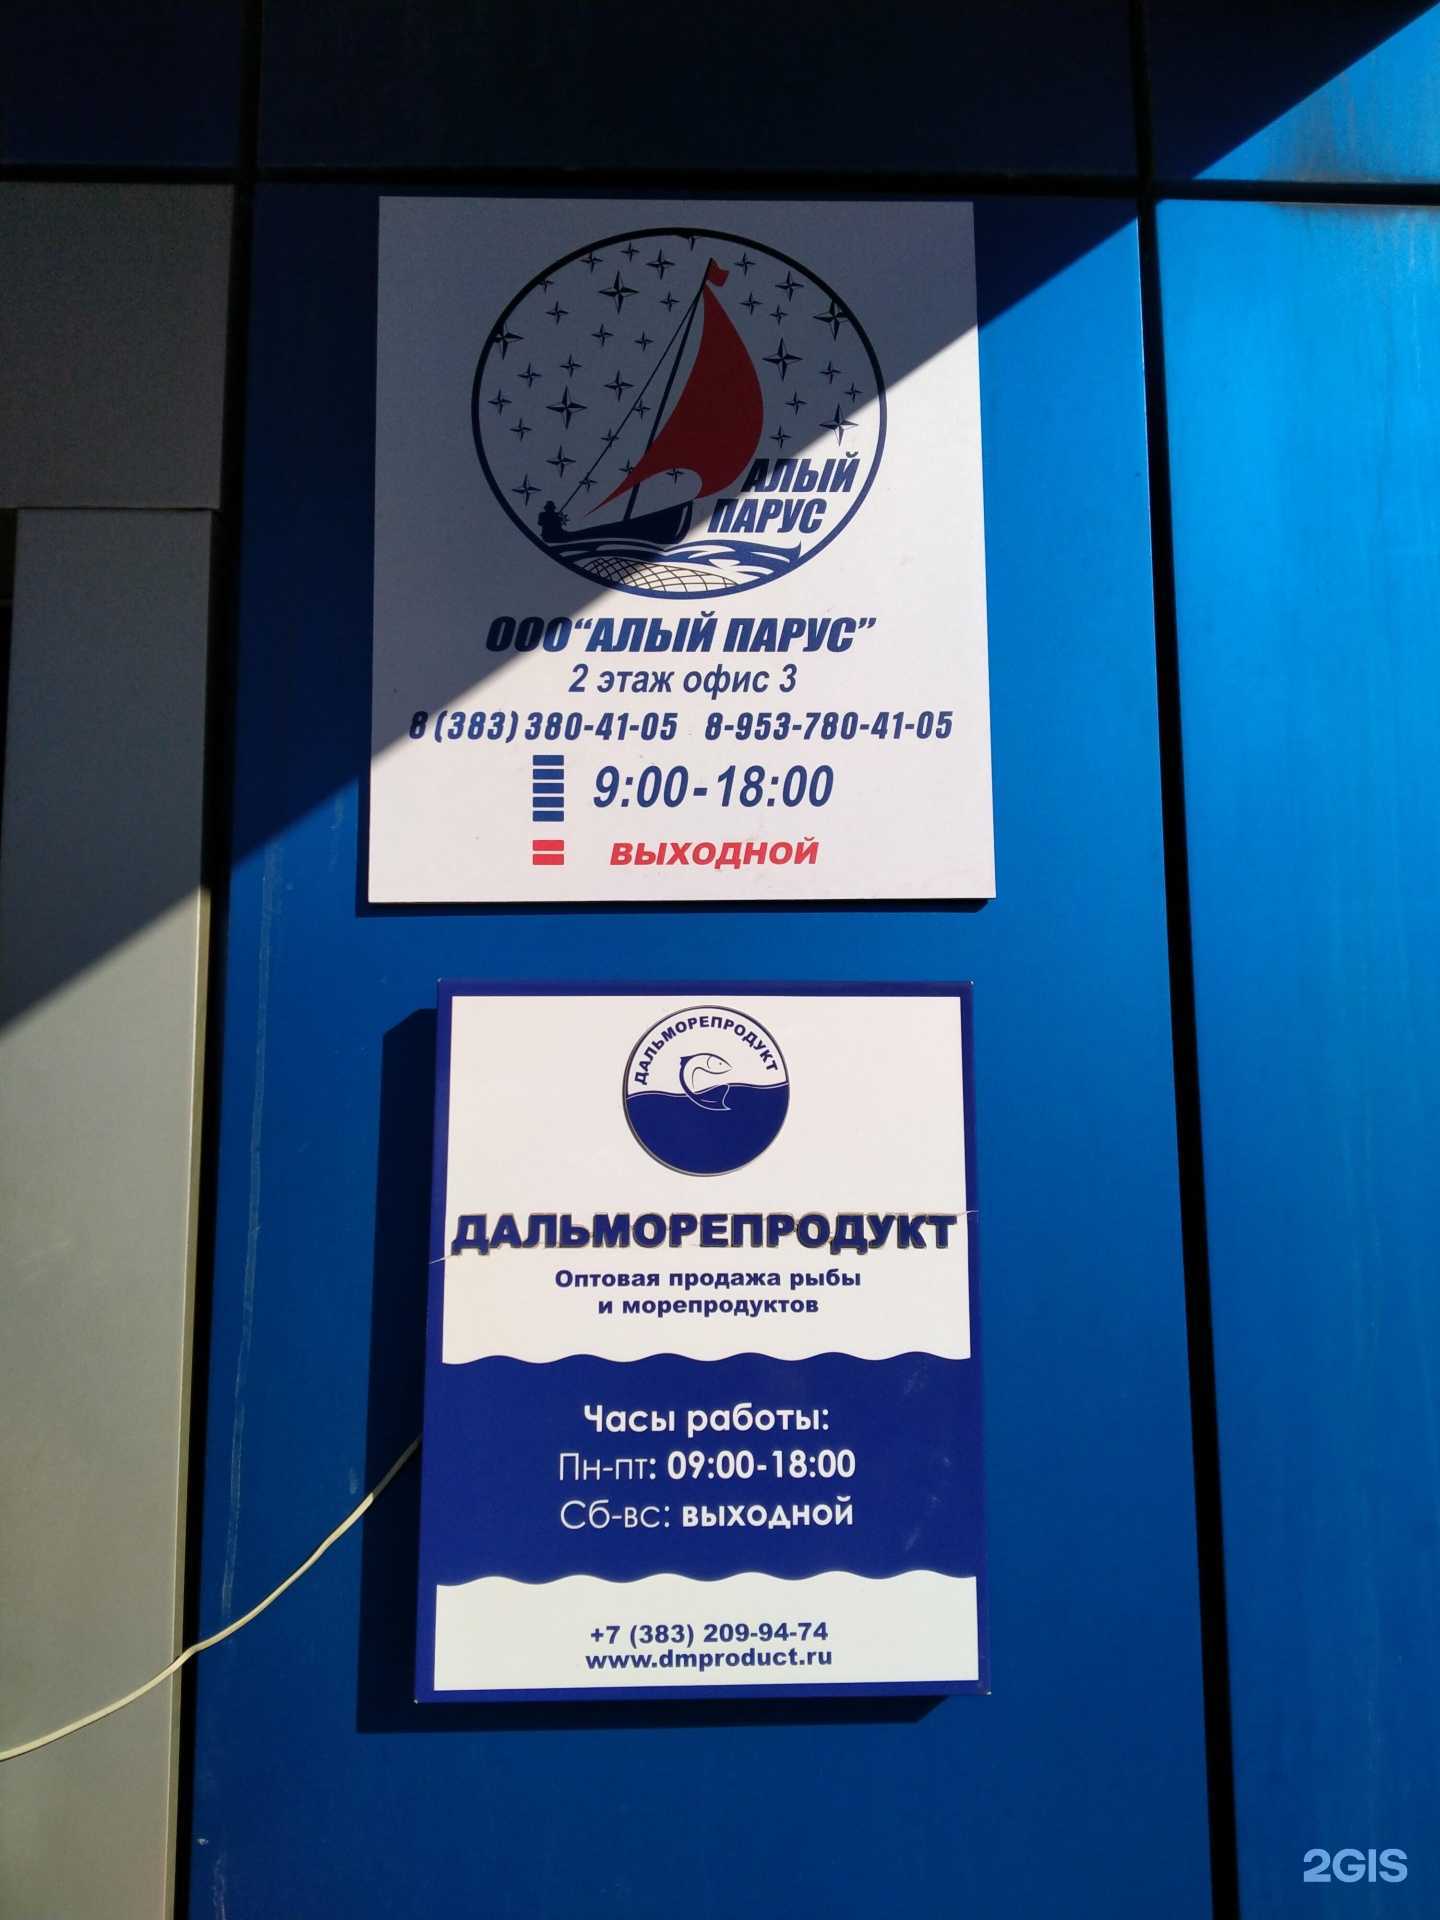 АЛЫЙ
ПАРУС
ООО“АЛЫЙ ПАРУС”
2 этаж офис 3
8 (383) 380-41-05 8-953-780-41-05
9:00-18:00
ВЫХОДНОЙ
ДАЛЬМОРЕПРОДУКТ
ДАЛЬМОРЕПРОДУКТ
Оптовая продажа рыбы
и морепродуктов
Часы работы:
Пн-пт: 09:00-18:00
Сб-вс: выходной
+7 (383) 209-94-74
www.dmproduct.ru
2GIS